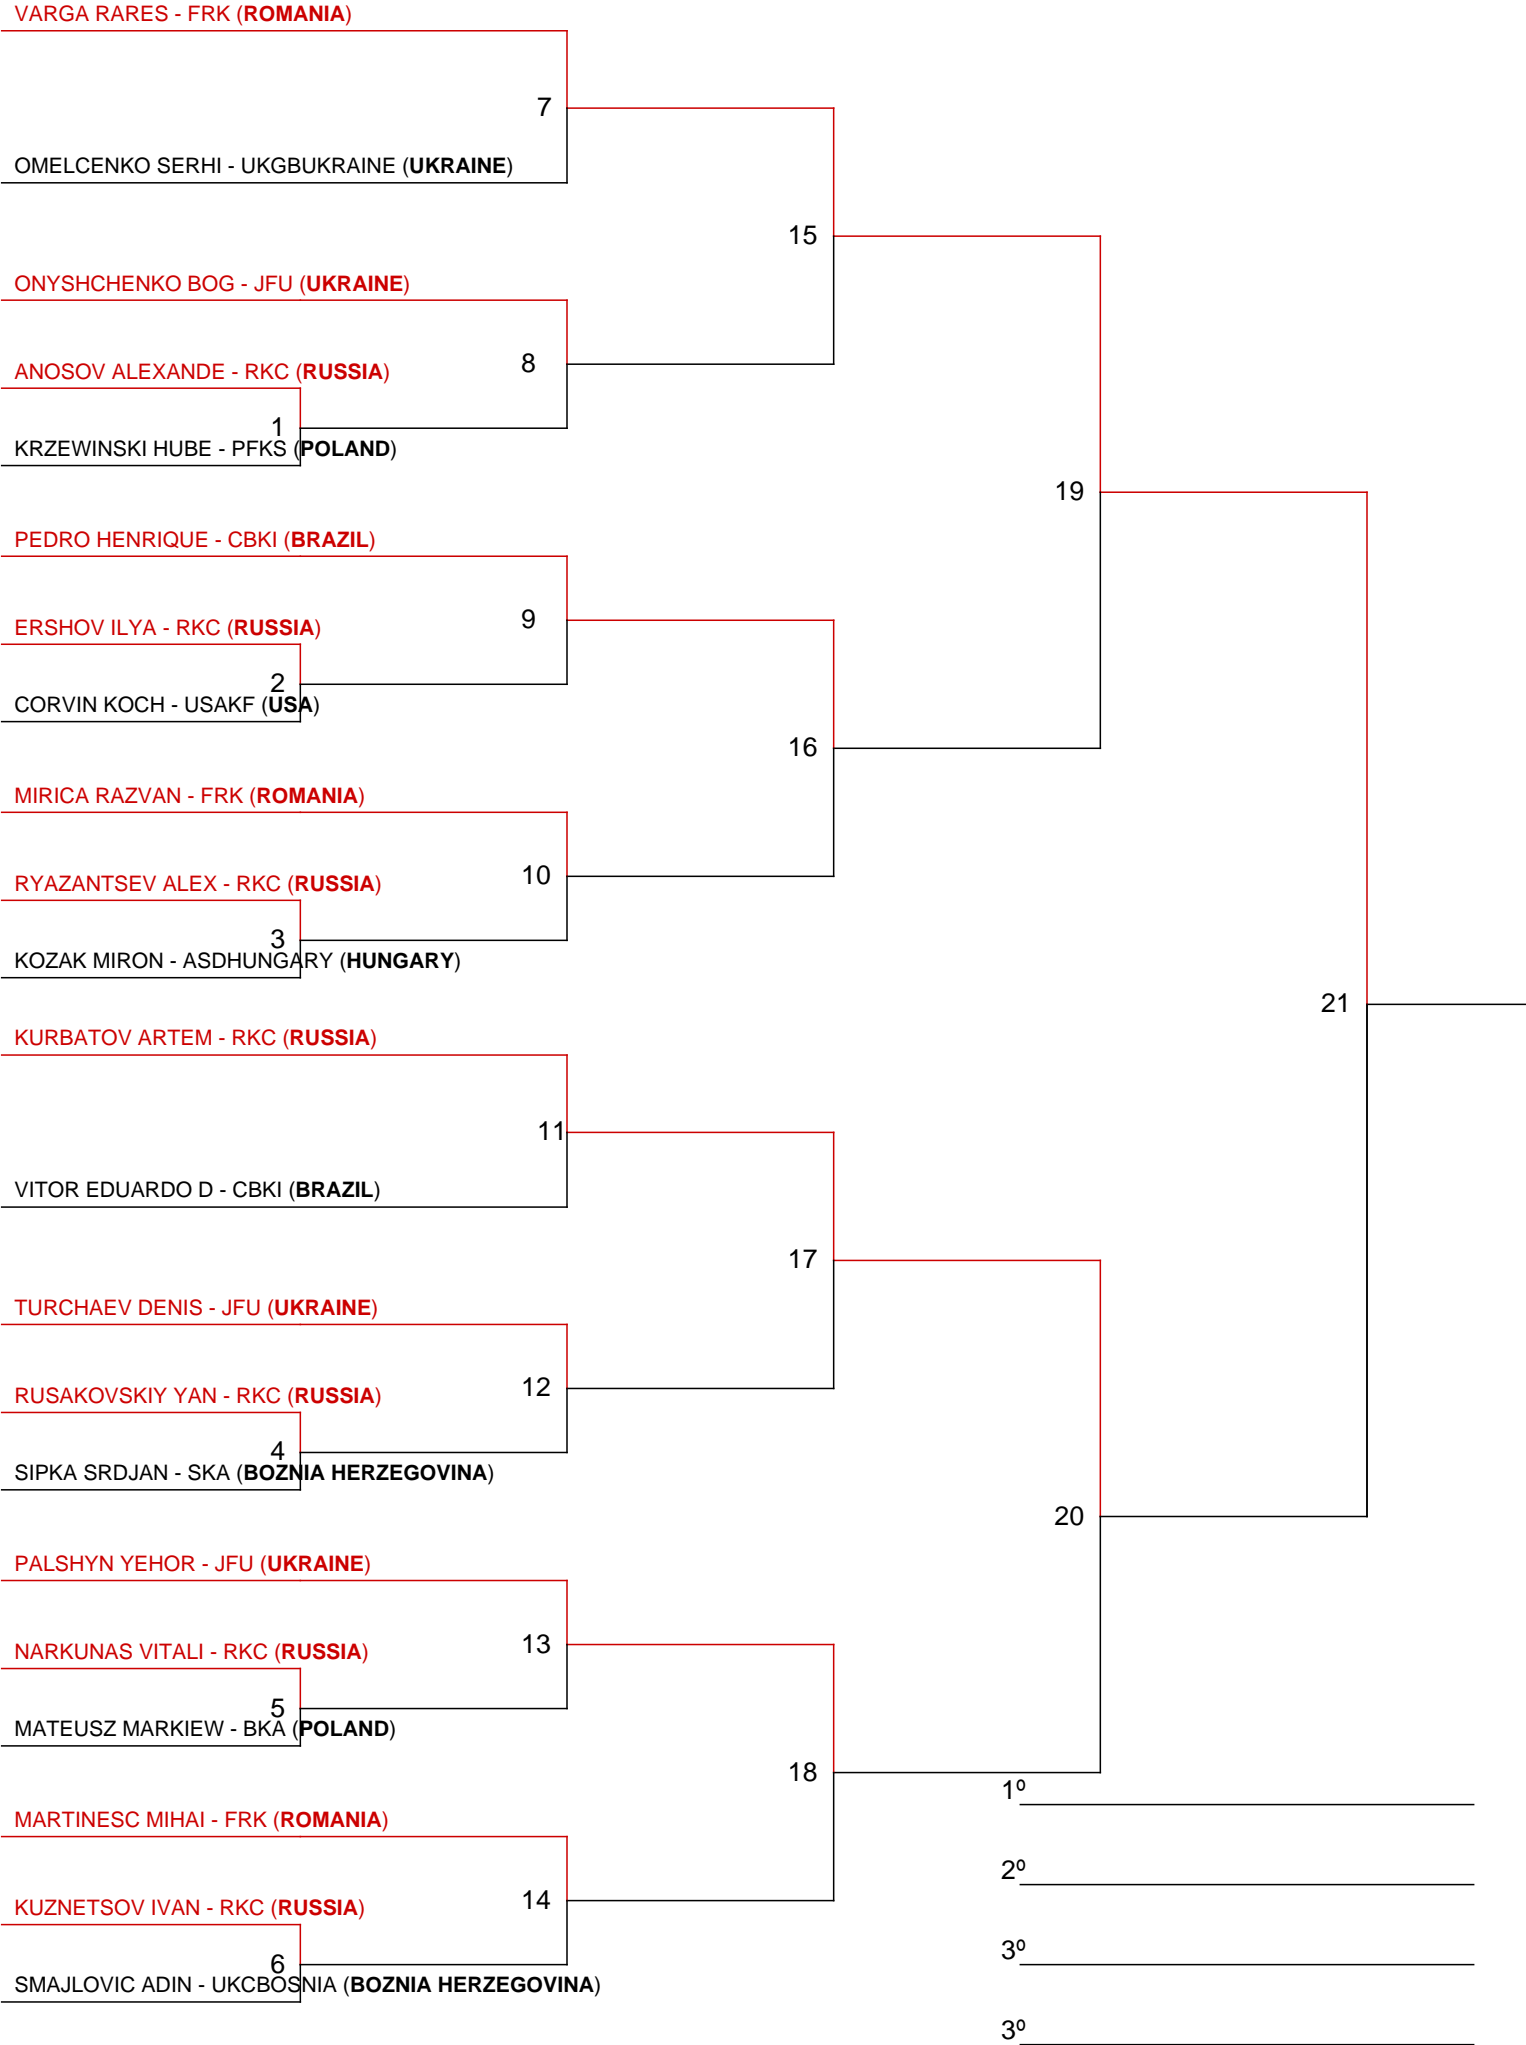 VARGA RARES - FRK (ROMANIA)
7
OMELCENKO SERHI - UKGBUKRAINE (UKRAINE)
15
ONYSHCHENKO BOG - JFU (UKRAINE)
8
ANOSOV ALEXANDE - RKC (RUSSIA)
1
KRZEWINSKI HUBE - PFKS (POLAND)
19
PEDRO HENRIQUE - CBKI (BRAZIL)
9
ERSHOV ILYA - RKC (RUSSIA)
2
CORVIN KOCH - USAKF (USA)
16
MIRICA RAZVAN - FRK (ROMANIA)
10
RYAZANTSEV ALEX - RKC (RUSSIA)
3
KOZAK MIRON - ASDHUNGARY (HUNGARY)
21
KURBATOV ARTEM - RKC (RUSSIA)
11
VITOR EDUARDO D - CBKI (BRAZIL)
17
TURCHAEV DENIS - JFU (UKRAINE)
12
RUSAKOVSKIY YAN - RKC (RUSSIA)
4
SIPKA SRDJAN - SKA (BOZNIA HERZEGOVINA)
20
PALSHYN YEHOR - JFU (UKRAINE)
13
NARKUNAS VITALI - RKC (RUSSIA)
5
MATEUSZ MARKIEW - BKA (POLAND)
18
1º
MARTINESC MIHAI - FRK (ROMANIA)
2º
14
KUZNETSOV IVAN - RKC (RUSSIA)
3º
6
SMAJLOVIC ADIN - UKCBOSNIA (BOZNIA HERZEGOVINA)
3º